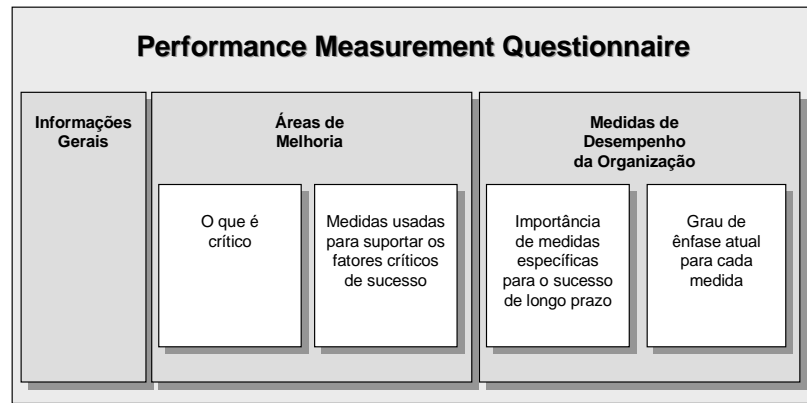 Performance Measurement Questionnaire
Informações
Gerais
Áreas de
Melhoria
O que é
crítico
Medidas usadas
para suportar os
fatores críticos
de sucesso
Medidas de
Desempenho
da Organização
Importância
de medidas
específicas
para o sucesso
de longo prazo
Grau de
ênfase atual
para cada
medida